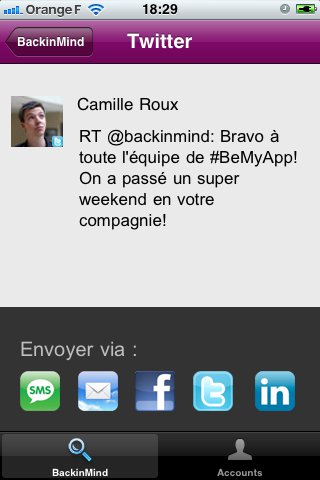 Orange F 18:29
BackinMind Twitter
Camille Roux
RT @backinmind: Bravo à
toute l'équipe de #BeMyApp!
On a passé un super
weekend en votre
compagnie!
Envoyer via :
SMS f t in
BackinMind Accounts